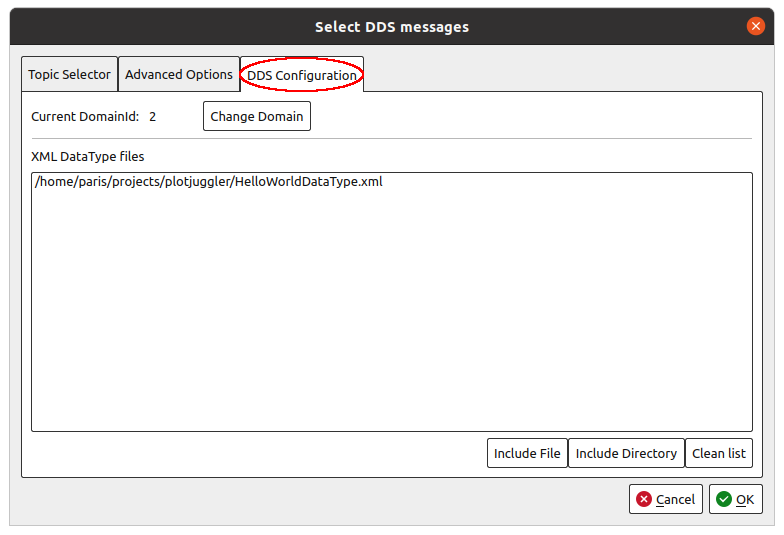 Select DDS messages
Topic Selector Advanced Options DDS Configuration
Current DomainId: 2 Change Domain
XML DataType files
/home/paris/projects/plotjuggler/HelloWorldDataType.xml
Include File Include Directory Clean list
Cancel OK